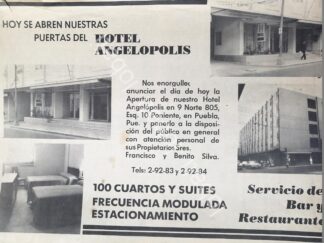 HOY SE ABREN NUESTRAS
PUERTAS DEL HOTEL
ANGELOPOLIS
Nos enorgullece
anunciar el día de hoy la
Apertura de nuestro Hotel
Angelópolis en 9 Norte 805,
Esq. 10 Poniente, en Puebla,
Pue. y ponerlo a la disposi-
ción del público en general
con atención personal de
sus Propietarios Sres.
Francisco y Benito Silva.
Tels: 2-92-83 y 2-92-84
100 CUARTOS Y SUITES
FRECUENCIA MODULADA
ESTACIONAMIENTO
Servicio de
Bar y
Restaurante